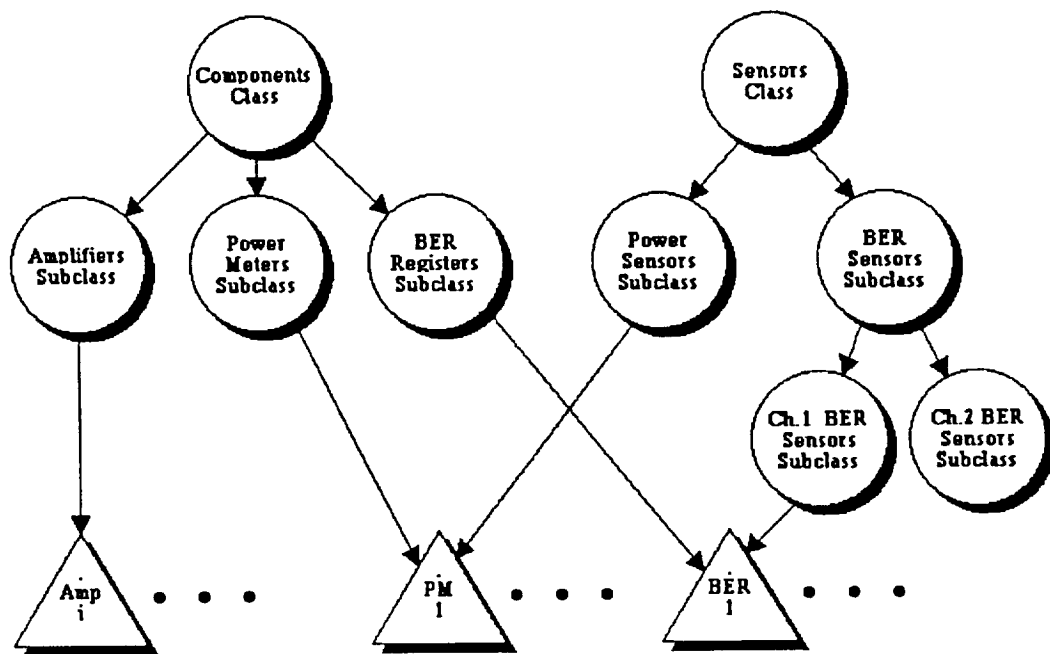 Components
Class
Sensors
Class
Amplifiers
Subclass
Power
Meters
Subclass
BER
Registers
Subclass
Power
Sensors
Subclass
BER
Sensors
Subclass
Ch.1 BER
Sensors
Subclass
Ch.2 BER
Sensors
Subclass
Amp
i
PM
1
BER
1